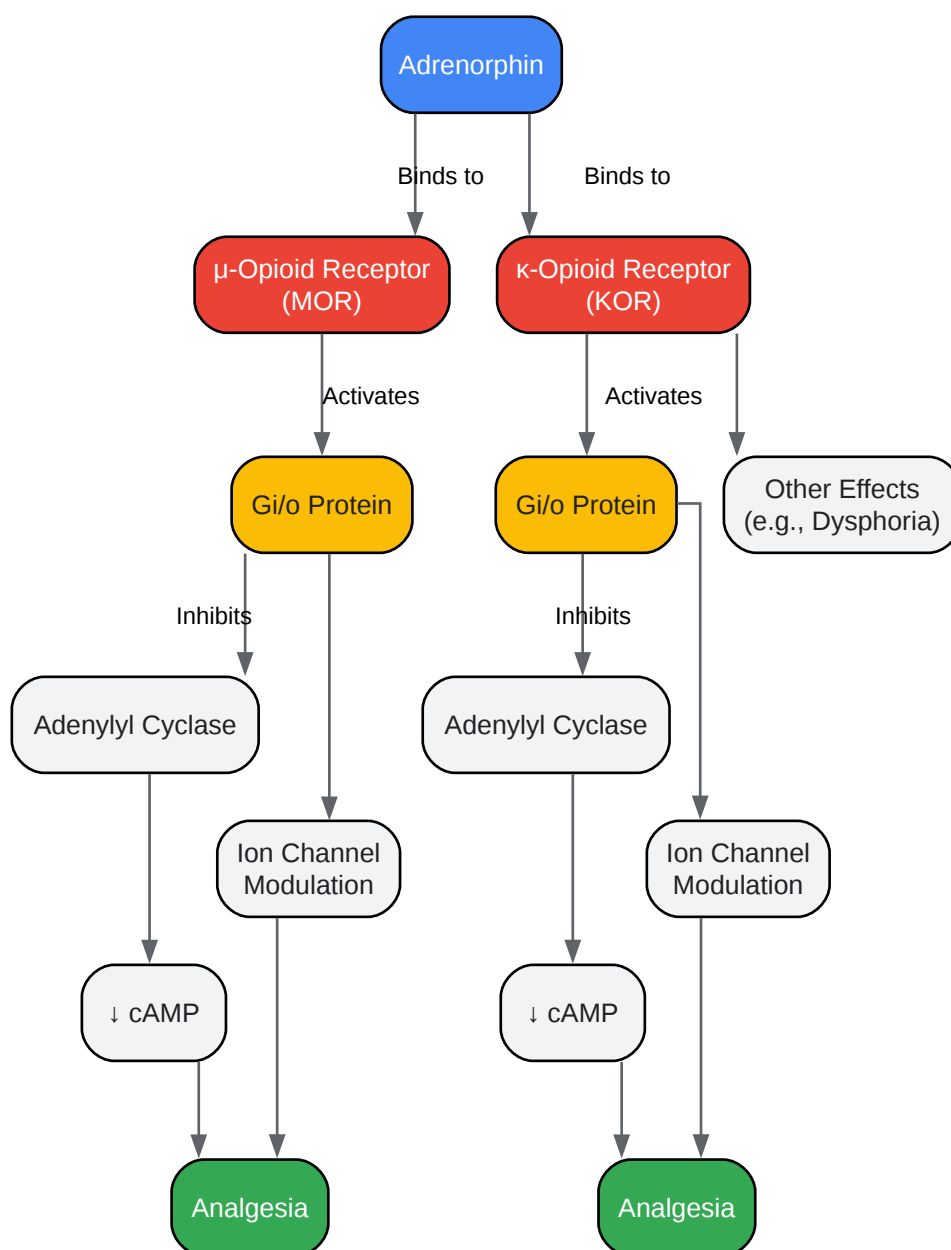 Adrenorphin
Binds to
Binds to
μ-Opioid Receptor
(MOR)
κ-Opioid Receptor
(KOR)
Activates
Activates
Gi/o Protein
Gi/o Protein
Other Effects
(e.g., Dysphoria)
Inhibits
Inhibits
Adenylyl Cyclase
Adenylyl Cyclase
Ion Channel
Modulation
Ion Channel
Modulation
↓ cAMP
↓ cAMP
Analgesia
Analgesia